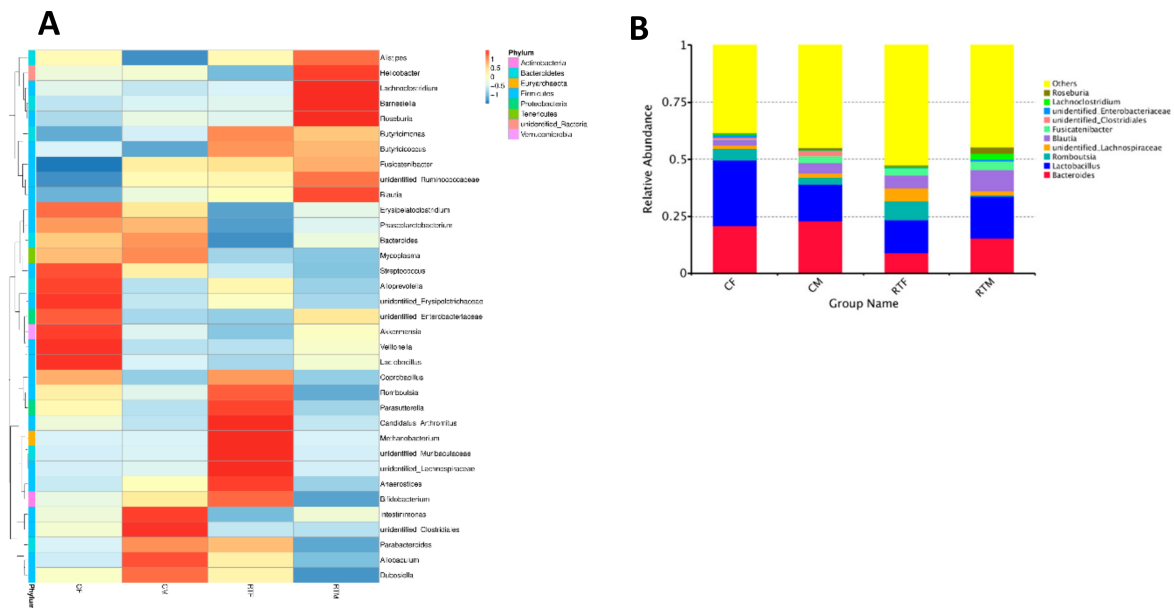 A
Alistipes
Helicobacter
Lachnoclostridium
Barnesiella
Roseburia
Butyricimonas
Butyricicoccus
Fusicatenibacter
unidentified_Ruminococcaceae
Blautia
Erysipelatoclostridium
Phascolarctobacterium
Bacteroides
Mycoplasma
Streptococcus
Alloprevotella
unidentified_Erysipelotrichaceae
unidentified_Enterobacteriaceae
Akkermansia
Veillonella
Lactobacillus
Coprobacillus
Romboutsia
Parasutterella
Candidatus_Arthromitus
Methanobacterium
unidentified_Muribaculaceae
unidentified_Lachnospiraceae
Anaerostipes
Bifidobacterium
Intestinimonas
unidentified_Clostridiales
Parabacteroides
Allobaculum
Dubosiella
Phylum
CF
CM
RTF
RTM
1
0.5
0
−0.5
−1
Phylum
Actinobacteria
Bacteroidetes
Euryarchaeota
Firmicutes
Proteobacteria
Tenericutes
unidentified_Bacteria
Verrucomicrobia
B
Relative Abundance
1
0.75
0.5
0.25
0
CF
CM
RTF
RTM
Group Name
Others
Roseburia
Lachnoclostridium
unidentified_Enterobacteriaceae
unidentified_Clostridiales
Fusicatenibacter
Blautia
unidentified_Lachnospiraceae
Romboutsia
Lactobacillus
Bacteroides